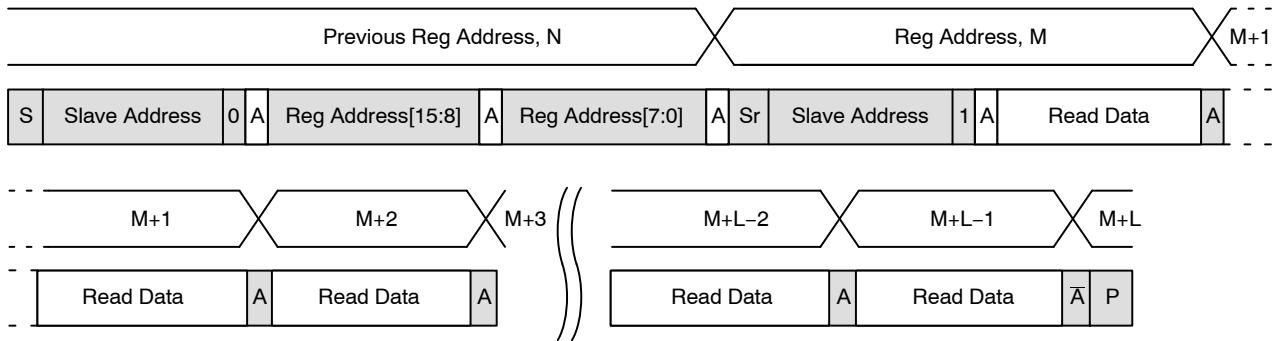 Previous Reg Address, N Reg Address, M M+1
S Slave Address 0 A Reg Address[15:8] A Reg Address[7:0] A Sr Slave Address 1 A Read Data A
M+1 M+2 M+3 M+L−2 M+L−1 M+L
Read Data A Read Data A Read Data A Read Data A̅ P